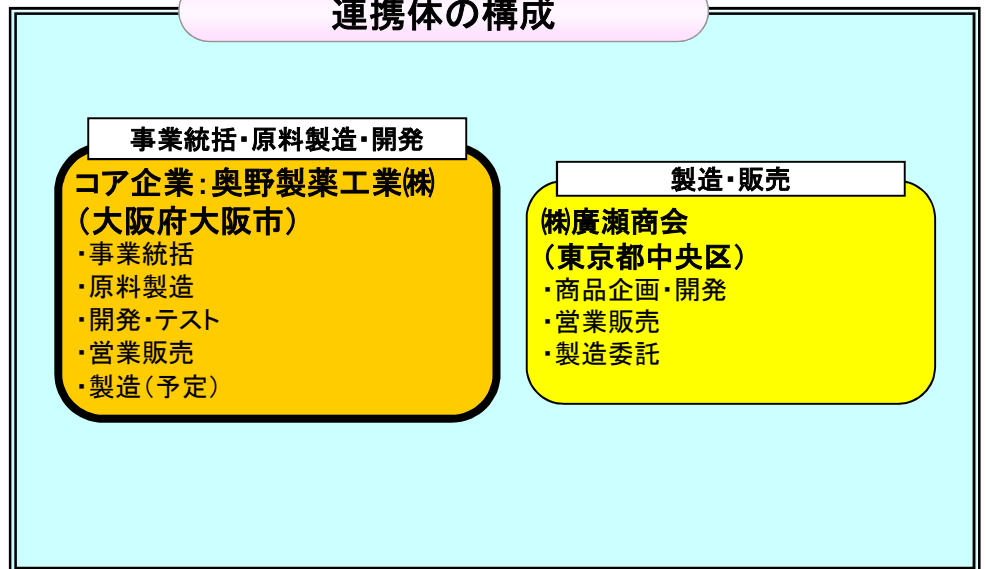 連携体の構成
事業統括・原料製造・開発
コア企業：奥野製薬工業㈱
（大阪府大阪市）
・事業統括
・原料製造
・開発・テスト
・営業販売
・製造（予定）
製造・販売
㈱廣瀬商会
（東京都中央区）
・商品企画・開発
・営業販売
・製造委託